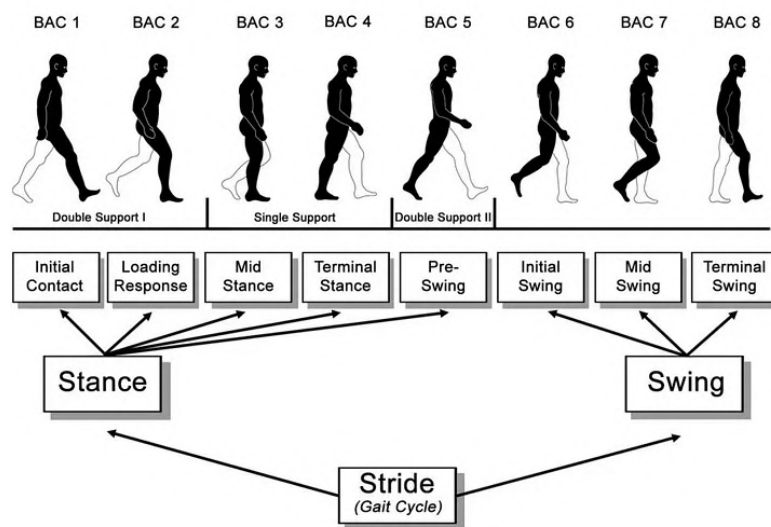 BAC 1 BAC 2 BAC 3 BAC 4 BAC 5 BAC 6 BAC 7 BAC 8
Double Support I Single Support Double Support II
Initial Loading Mid Terminal Pre- Initial Mid Terminal
Contact Response Stance Stance Swing Swing Swing Swing
Stance Swing
Stride
(Gait Cycle)